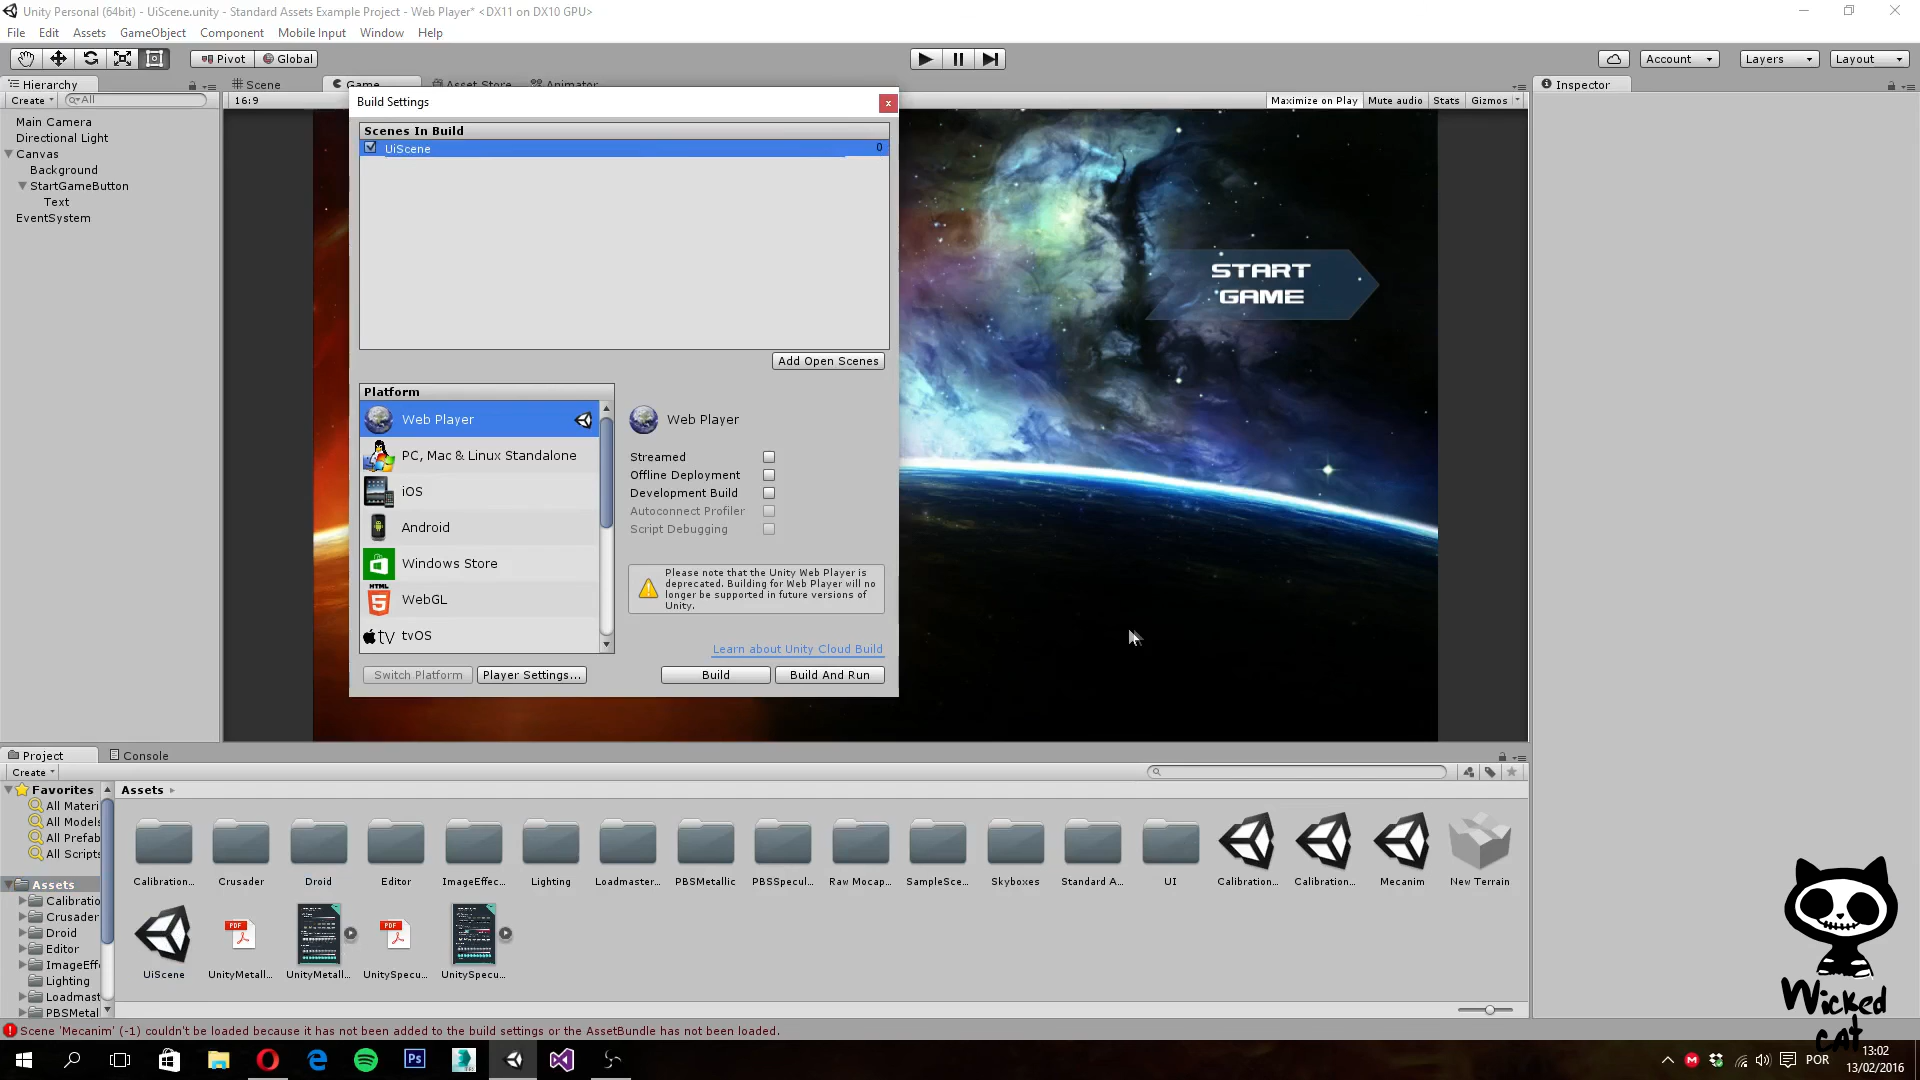 Unity Personal (64bit) - UiScene.unity - Standard Assets Example Project - Web Player* <DX11 on DX10 GPU>
File Edit Assets GameObject Component Mobile Input Window Help
Pivot Global Account Layers Layout
Hierarchy Scene Game Asset Store Animator Inspector
Create All 16:9 Maximize on Play Mute audio Stats Gizmos
Main Camera
Directional Light
Canvas
Background
StartGameButton
Text
EventSystem
Build Settings
Scenes In Build
UiScene 0
Add Open Scenes
Platform
Web Player
PC, Mac & Linux Standalone
iOS
Android
Windows Store
HTML
5
WebGL
tv tvOS
Web Player
Streamed
Offline Deployment
Development Build
Autoconnect Profiler
Script Debugging
Please note that the Unity Web Player is
deprecated. Building for Web Player will no
longer be supported in future versions of
Unity.
Learn about Unity Cloud Build
Switch Platform Player Settings... Build Build And Run
START
GAME
Project Console
Create
Favorites
All Materi
All Models
All Prefab
All Scripts
Assets
Calibratio
Crusader
Droid
Editor
ImageEffe
Lighting
Loadmast
PBSMetal
Assets
Calibration... Crusader Droid Editor ImageEffec... Lighting Loadmaster... PBSMetallic PBSSpecul... Raw Mocap... SampleSce... Skyboxes Standard A... UI Calibration... Calibration... Mecanim New Terrain
PDF PDF
UiScene UnityMetall... UnityMetall... UnitySpecu... UnitySpecu...
Scene 'Mecanim' (-1) couldn't be loaded because it has not been added to the build settings or the AssetBundle has not been loaded.
Wicked
cat
Ps
POR
13:02
13/02/2016